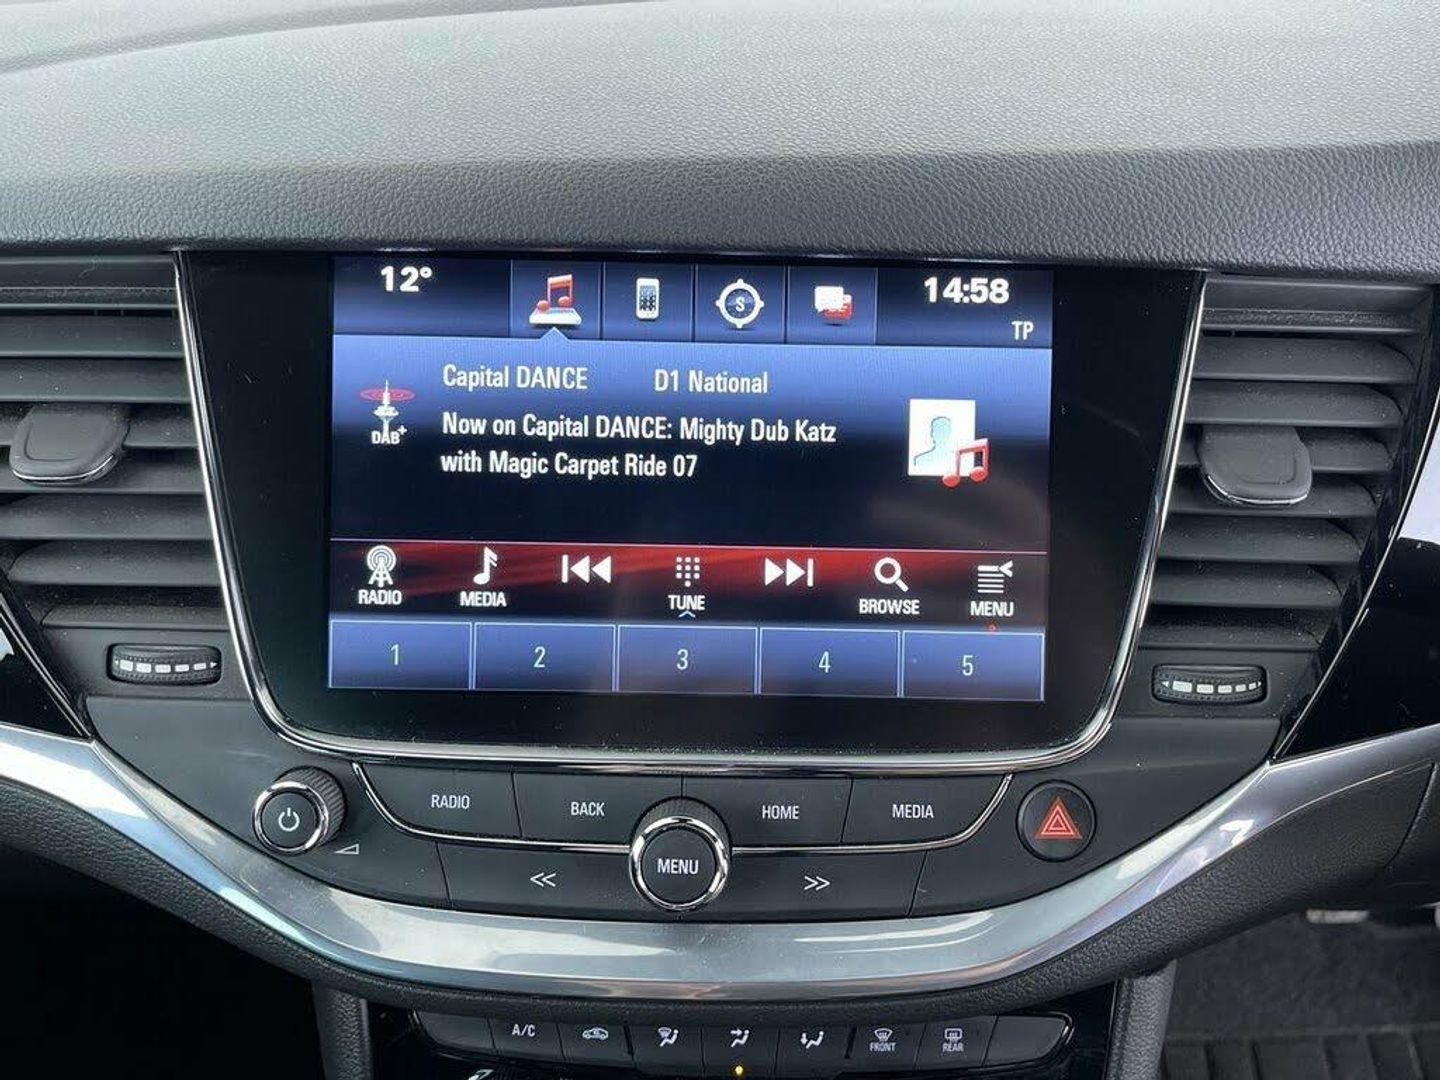 12°
14:58
TP
S
Capital DANCE D1 National
DAB+
Now on Capital DANCE: Mighty Dub Katz
with Magic Carpet Ride 07
RADIO MEDIA TUNE BROWSE MENU
1 2 3 4 5
RADIO BACK HOME MEDIA
MENU
A/C FRONT REAR